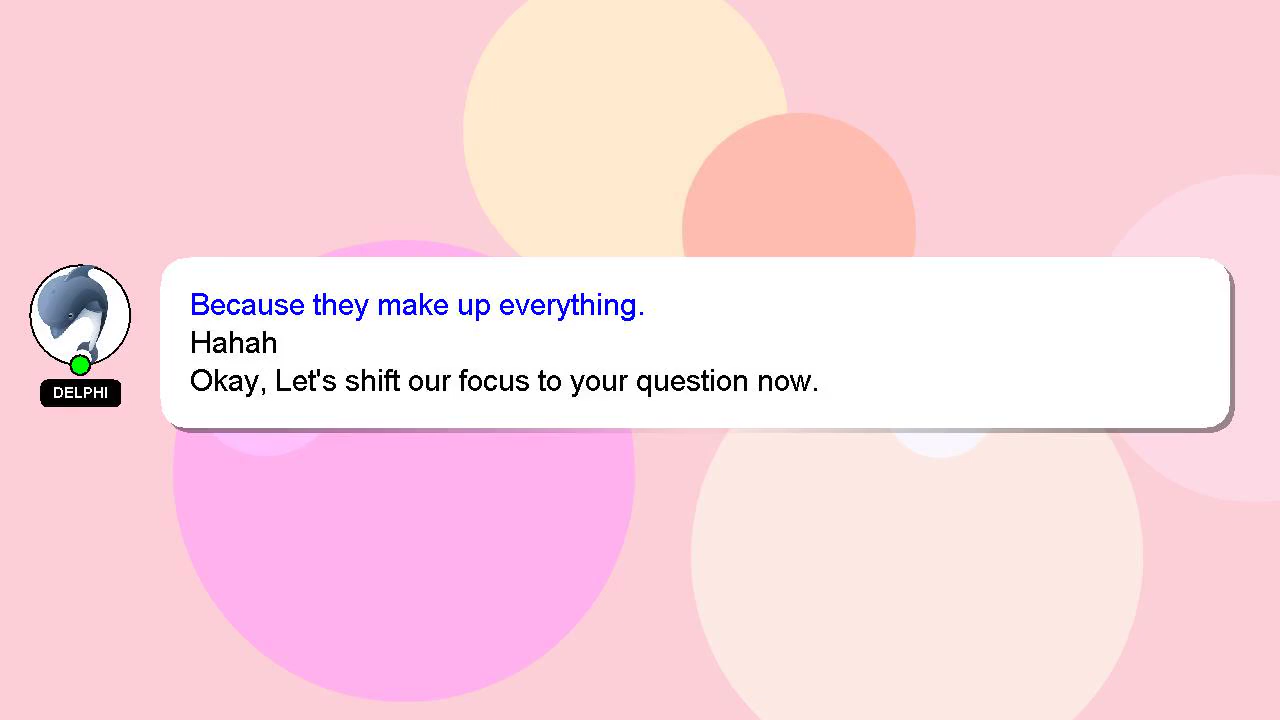 Because they make up everything.
Hahah
Okay, Let's shift our focus to your question now.
DELPHI